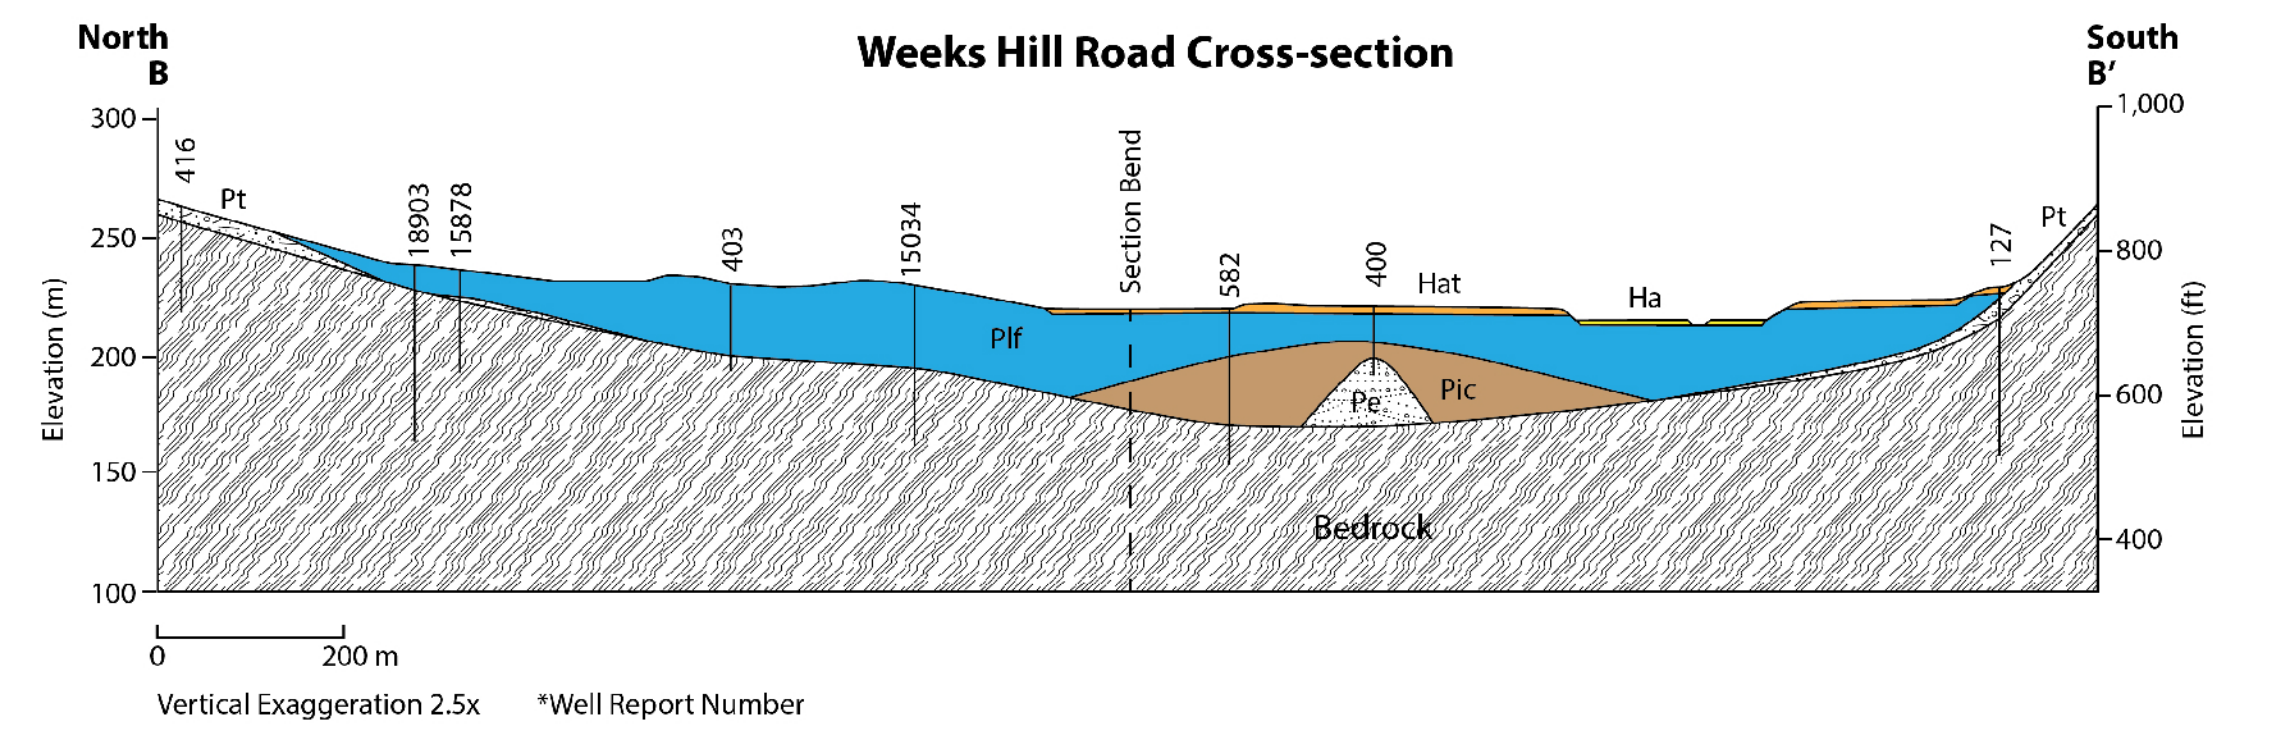 North
B
Weeks Hill Road Cross-section
South
B′
300
250
200
150
100
Elevation (m)
1,000
800
600
400
Elevation (ft)
416
Pt
18903
15878
403
15034
Section Bend
582
400
Hat
Ha
127
Pt
Plf
Pe
Pic
Bedrock
0
200 m
Vertical Exaggeration 2.5x
*Well Report Number